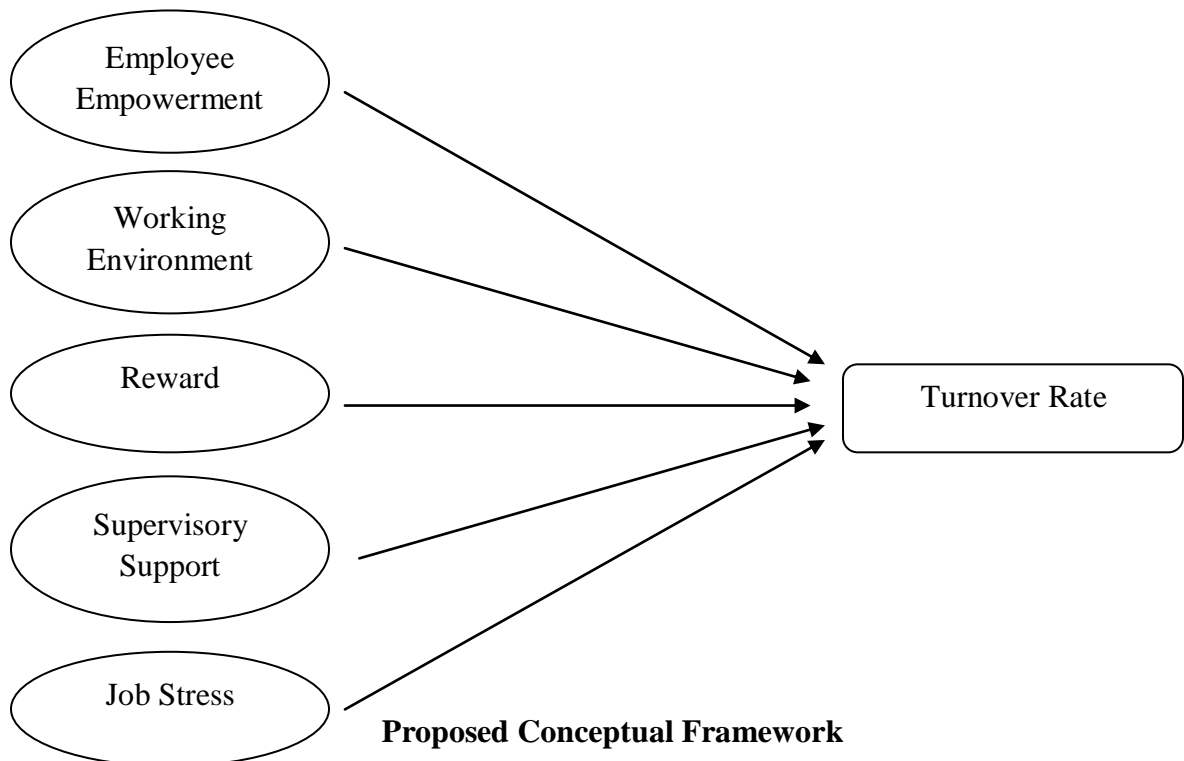 Employee
Empowerment
Working
Environment
Reward
Turnover Rate
Supervisory
Support
Job Stress
Proposed Conceptual Framework